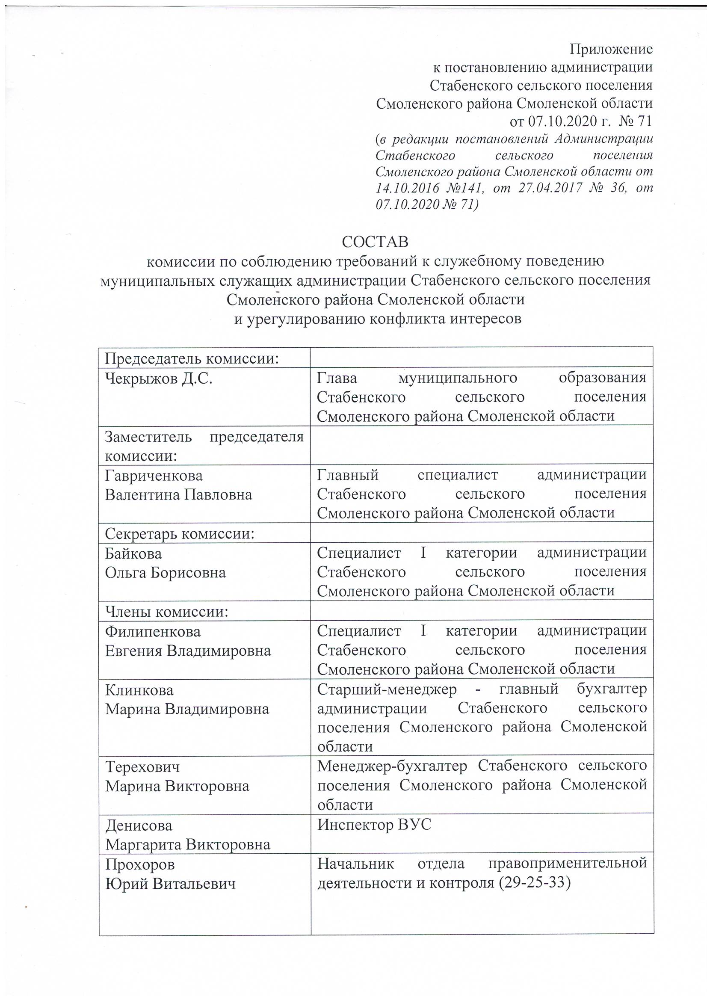 Приложение
к постановлению администрации
Стабенского сельского поселения
Смоленского района Смоленской области
от 07.10.2020 г. № 71
(в редакции постановлений Администрации
Стабенского сельского поселения
Смоленского района Смоленской области от
14.10.2016 №141, от 27.04.2017 № 36, от
07.10.2020 № 71)
СОСТАВ
комиссии по соблюдению требований к служебному поведению
муниципальных служащих администрации Стабенского сельского поселения
Смоленского района Смоленской области
и урегулированию конфликта интересов
Председатель комиссии:
Чекрыжов Д.С.
Глава муниципального образования
Стабенского сельского поселения
Смоленского района Смоленской области
Заместитель председателя
комиссии:
Гавриченкова
Валентина Павловна
Главный специалист администрации
Стабенского сельского поселения
Смоленского района Смоленской области
Секретарь комиссии:
Байкова
Ольга Борисовна
Специалист I категории администрации
Стабенского сельского поселения
Смоленского района Смоленской области
Члены комиссии:
Филипенкова
Евгения Владимировна
Специалист I категории администрации
Стабенского сельского поселения
Смоленского района Смоленской области
Клинкова
Марина Владимировна
Старший-менеджер - главный бухгалтер
администрации Стабенского сельского
поселения Смоленского района Смоленской
области
Терехович
Марина Викторовна
Менеджер-бухгалтер Стабенского сельского
поселения Смоленского района Смоленской
области
Денисова
Маргарита Викторовна
Инспектор ВУС
Прохоров
Юрий Витальевич
Начальник отдела правоприменительной
деятельности и контроля (29-25-33)